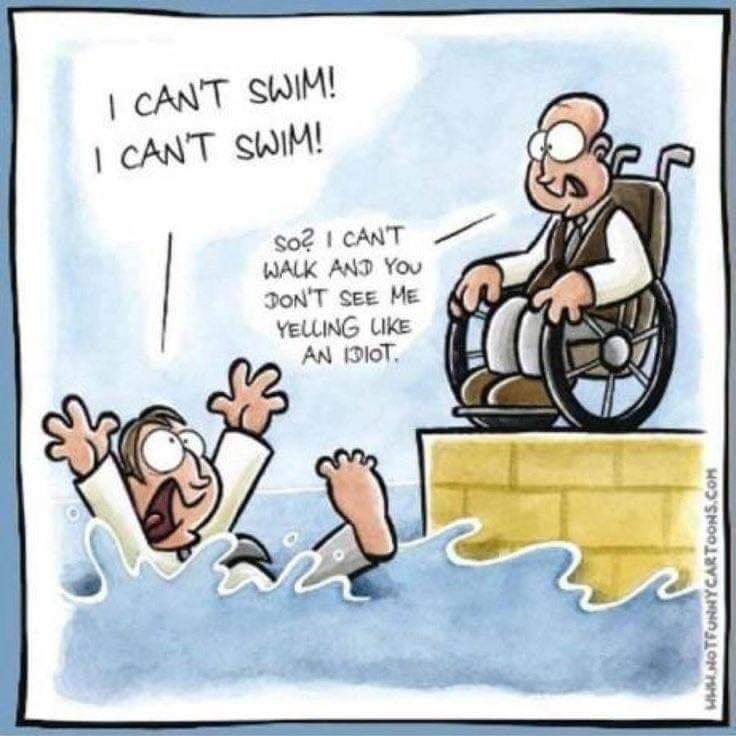 I CAN'T SWIM!
I CAN'T SWIM!
SO? I CAN'T
WALK AND YOU
DON'T SEE ME
YELLING LIKE
AN IDIOT.
WWW.NOTFUNNYCARTOONS.COM